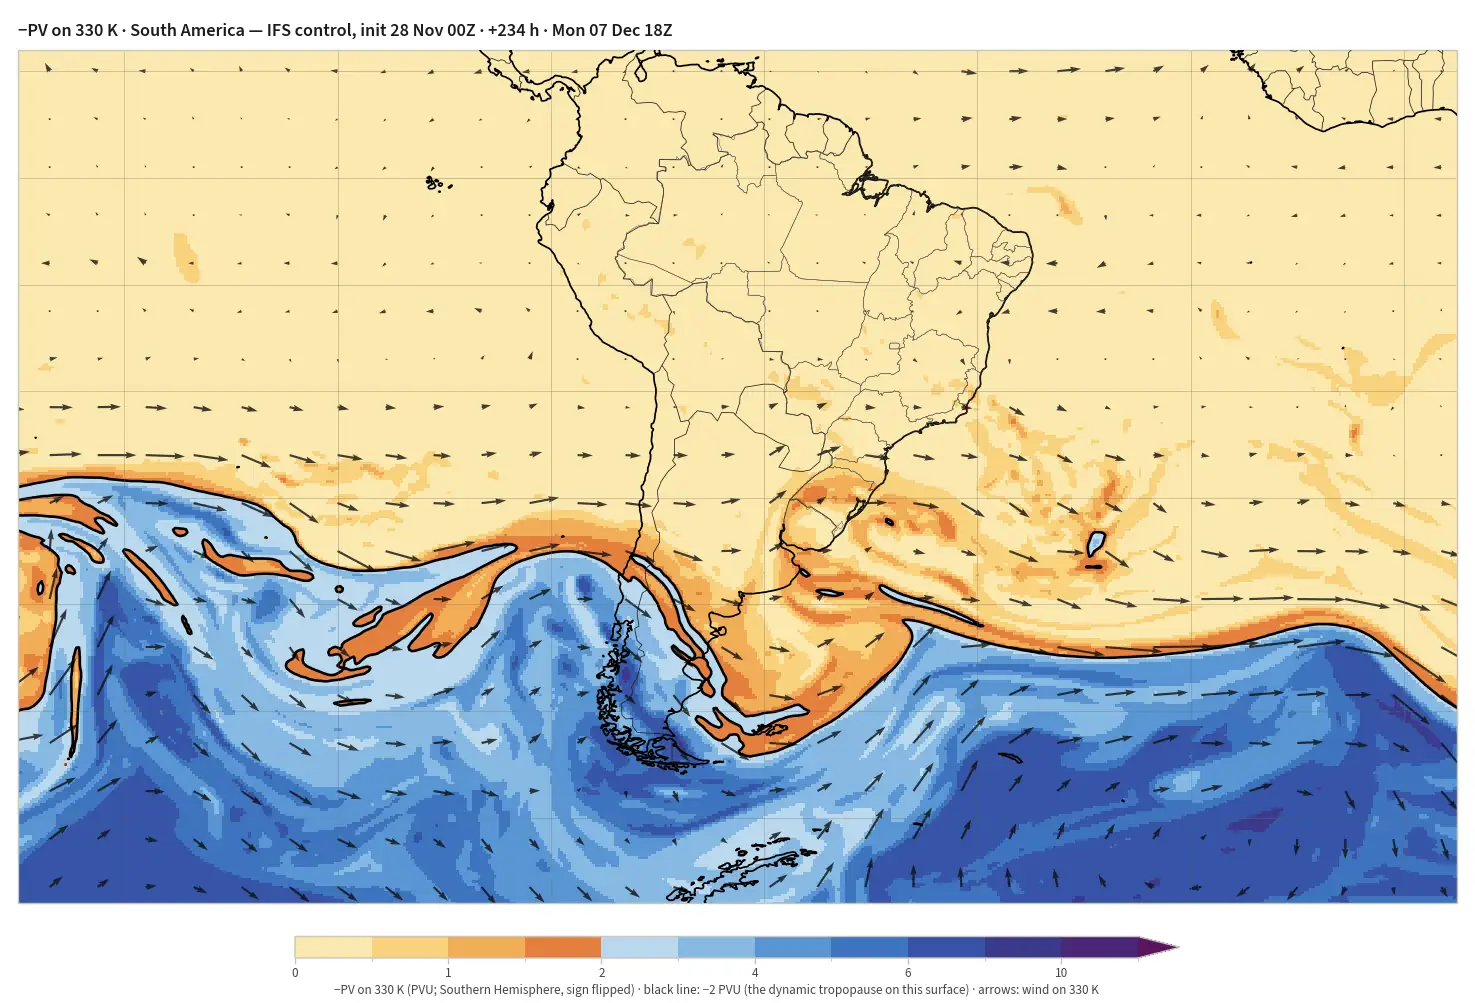 −PV on 330 K · South America — IFS control, init 28 Nov 00Z · +234 h · Mon 07 Dec 18Z
0 1 2 4 6 10
−PV on 330 K (PVU; Southern Hemisphere, sign flipped) · black line: −2 PVU (the dynamic tropopause on this surface) · arrows: wind on 330 K